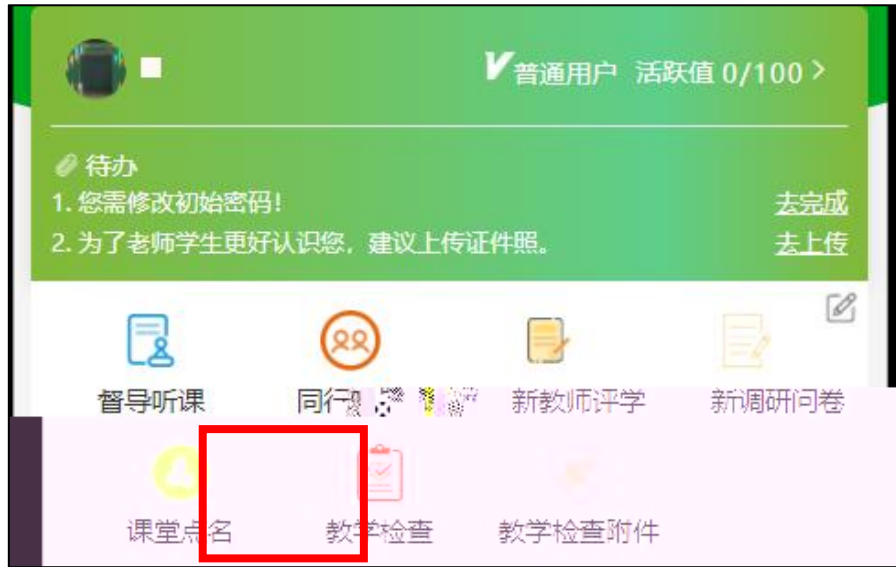 V 普通用户 活跃值 0/100 >
待办
1. 您需修改初始密码!
去完成
2. 为了老师学生更好认识您，建议上传证件照。
去上传
督导听课
同行
新教师评学
新调研问卷
课堂点名
教学检查
教学检查附件